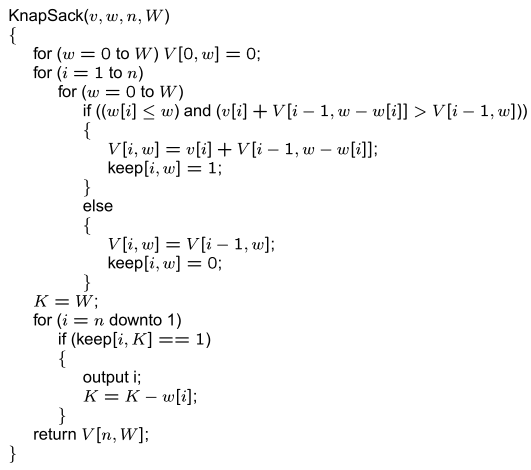 KnapSack(v, w, n, W)
{
for (w = 0 to W) V[0, w] = 0;
for (i = 1 to n)
for (w = 0 to W)
if ((w[i] ≤ w) and (v[i] + V[i − 1, w − w[i]] > V[i − 1, w]))
{
V[i, w] = v[i] + V[i − 1, w − w[i]];
keep[i, w] = 1;
}
else
{
V[i, w] = V[i − 1, w];
keep[i, w] = 0;
}
K = W;
for (i = n downto 1)
if (keep[i, K] == 1)
{
output i;
K = K − w[i];
}
return V[n, W];
}